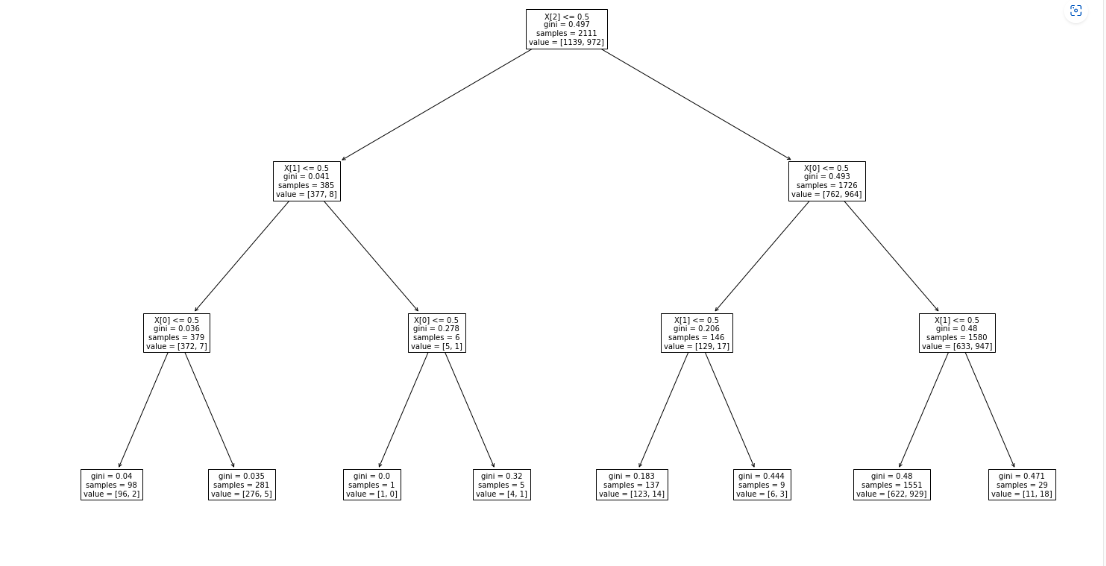 X[2] <= 0.5
gini = 0.497
samples = 2111
value = [1139, 972]
X[1] <= 0.5
gini = 0.041
samples = 385
value = [377, 8]
X[0] <= 0.5
gini = 0.493
samples = 1726
value = [762, 964]
X[0] <= 0.5
gini = 0.036
samples = 379
value = [372, 7]
X[0] <= 0.5
gini = 0.278
samples = 6
value = [5, 1]
X[1] <= 0.5
gini = 0.206
samples = 146
value = [129, 17]
X[1] <= 0.5
gini = 0.48
samples = 1580
value = [633, 947]
gini = 0.04
samples = 98
value = [96, 2]
gini = 0.035
samples = 281
value = [276, 5]
gini = 0.0
samples = 1
value = [1, 0]
gini = 0.32
samples = 5
value = [4, 1]
gini = 0.183
samples = 137
value = [123, 14]
gini = 0.444
samples = 9
value = [6, 3]
gini = 0.48
samples = 1551
value = [622, 929]
gini = 0.471
samples = 29
value = [11, 18]